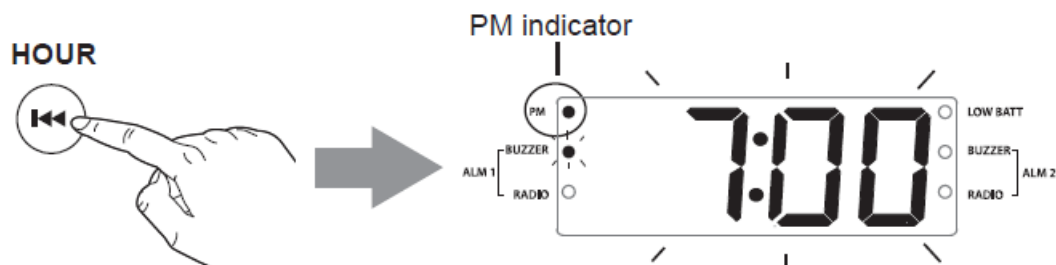 PM indicator
HOUR
PM
7:00
LOW BATT
BUZZER
BUZZER
ALM 1
ALM 2
RADIO
RADIO